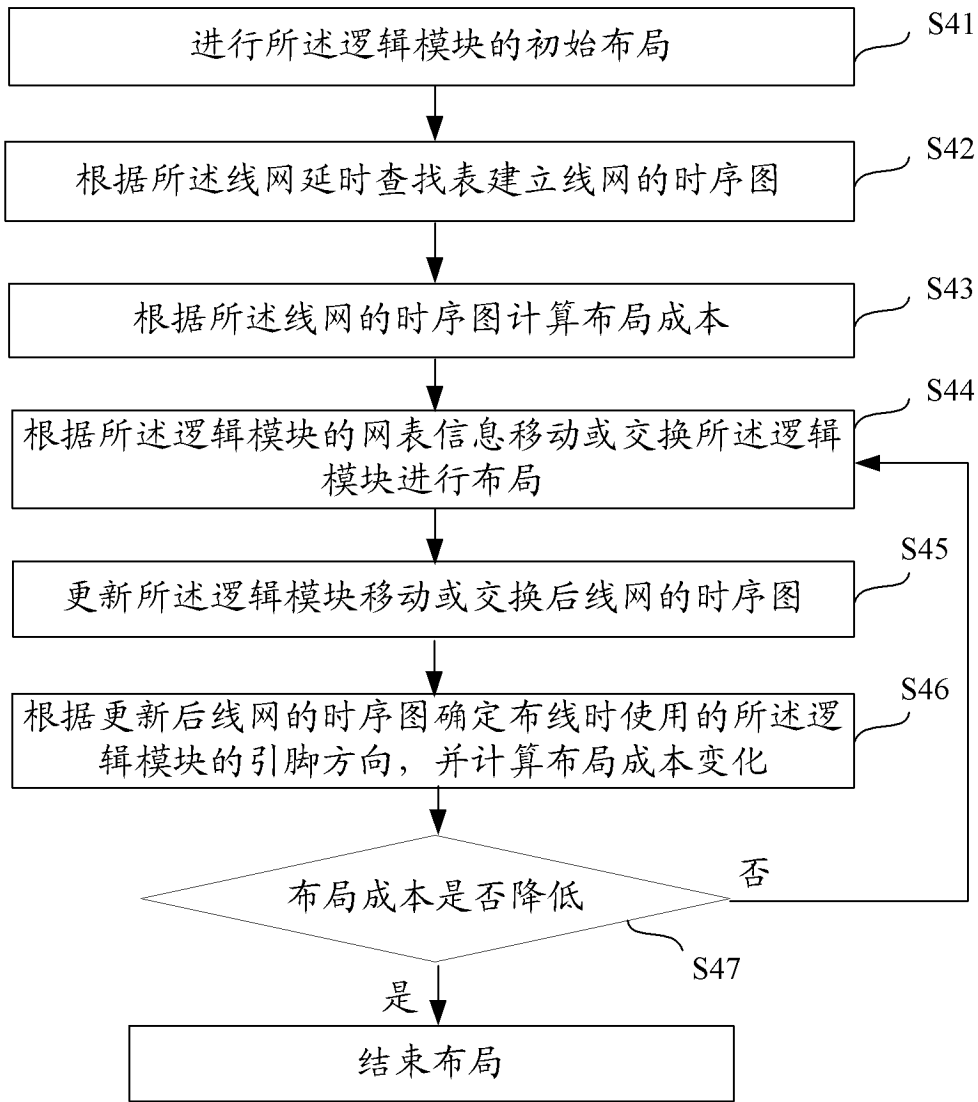 进行所述逻辑模块的初始布局
S41
根据所述线网延时查找表建立线网的时序图
S42
根据所述线网的时序图计算布局成本
S43
根据所述逻辑模块的网表信息移动或交换所述逻辑
模块进行布局
S44
更新所述逻辑模块移动或交换后线网的时序图
S45
根据更新后线网的时序图确定布线时使用的所述逻
辑模块的引脚方向，并计算布局成本变化
S46
布局成本是否降低
否
S47
是
结束布局